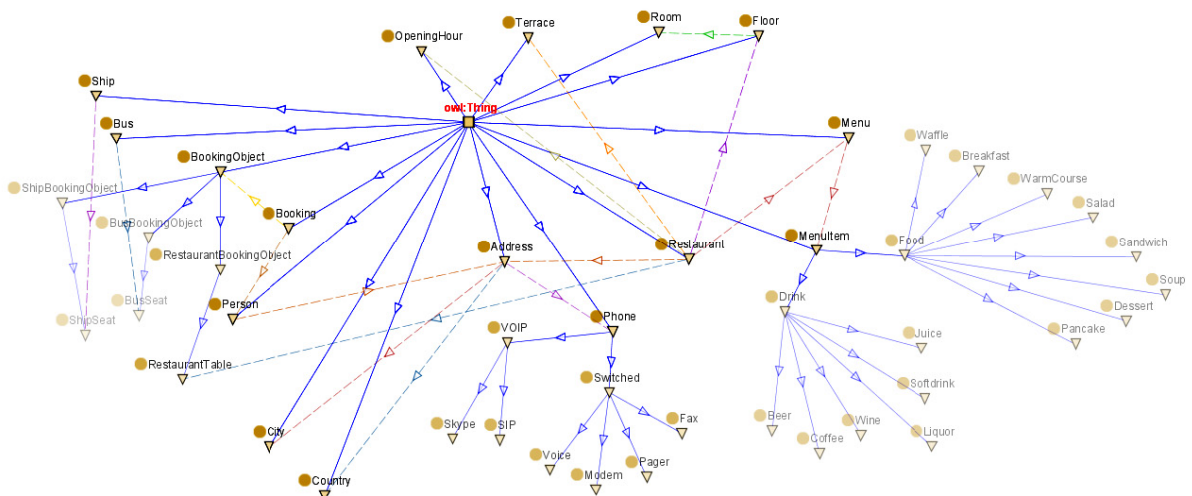 Room
Floor
Terrace
OpeningHour
Ship
owl:Thing
Bus
Menu
Waffle
BookingObject
Breakfast
ShipBookingObject
WarmCourse
Booking
BusBookingObject
Salad
Address
Restaurant
MenuItem
Food
Sandwich
RestaurantBookingObject
Soup
Person
BusSeat
Drink
Dessert
ShipSeat
VOIP
Phone
Pancake
Juice
RestaurantTable
Switched
Softdrink
Skype
SIP
Fax
Beer
Wine
City
Coffee
Liquor
Voice
Pager
Modem
Country